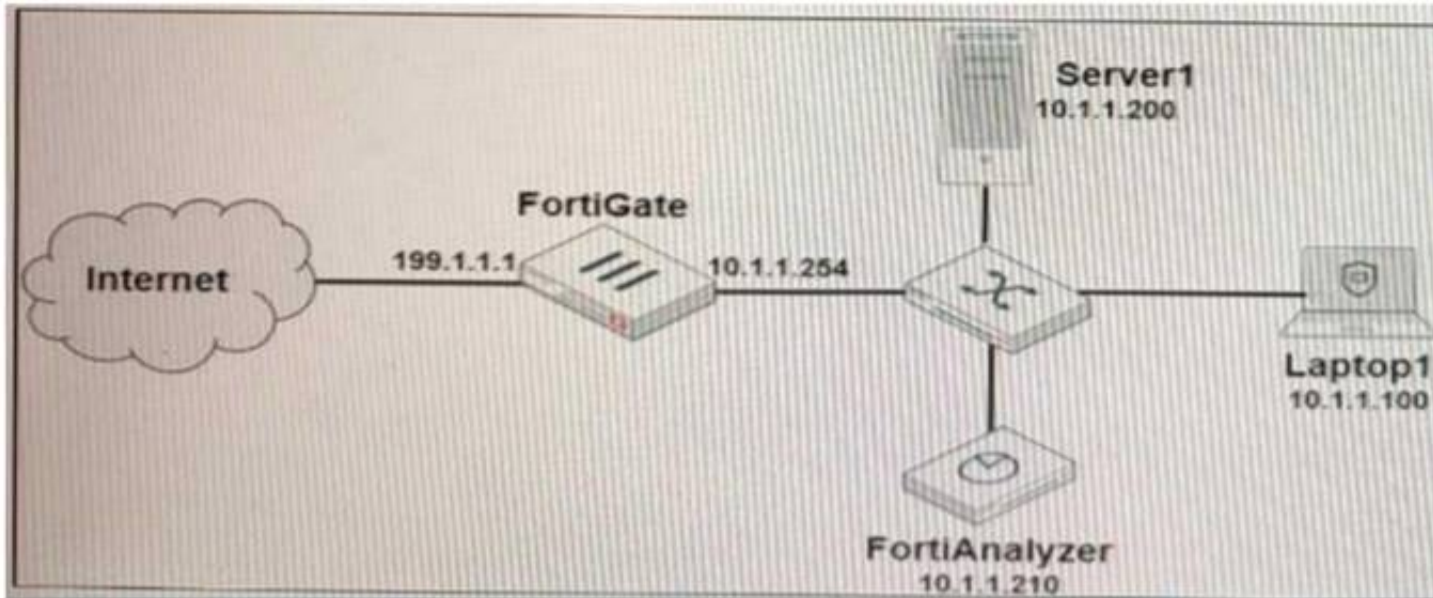 Server1
10.1.1.200
FortiGate
Internet
199.1.1.1
10.1.1.254
Laptop1
10.1.1.100
FortiAnalyzer
10.1.1.210